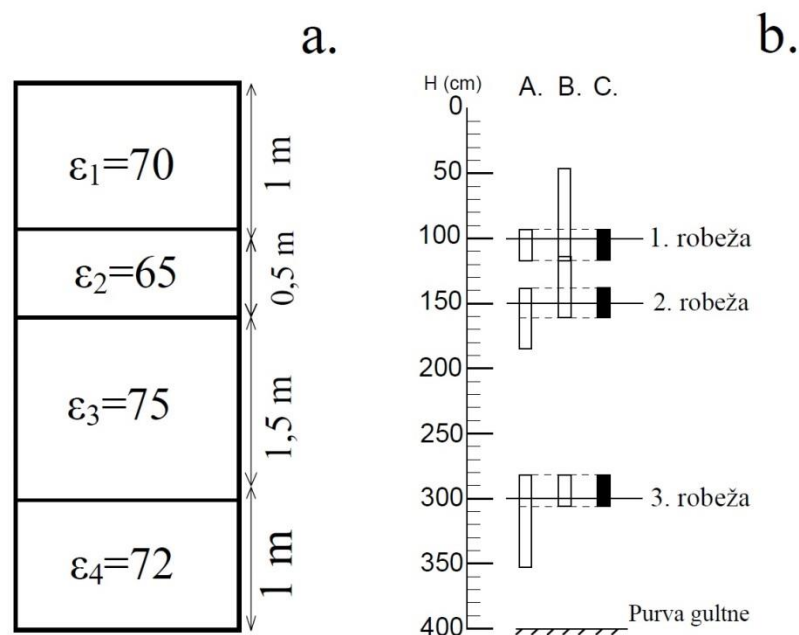 a.
ε₁=70
1 m
ε₂=65
0,5 m
ε₃=75
1,5 m
ε₄=72
1 m
b.
H (cm)
A. B. C.
0
50
100
1. robeža
150
2. robeža
200
250
300
3. robeža
350
400
Purva gultne